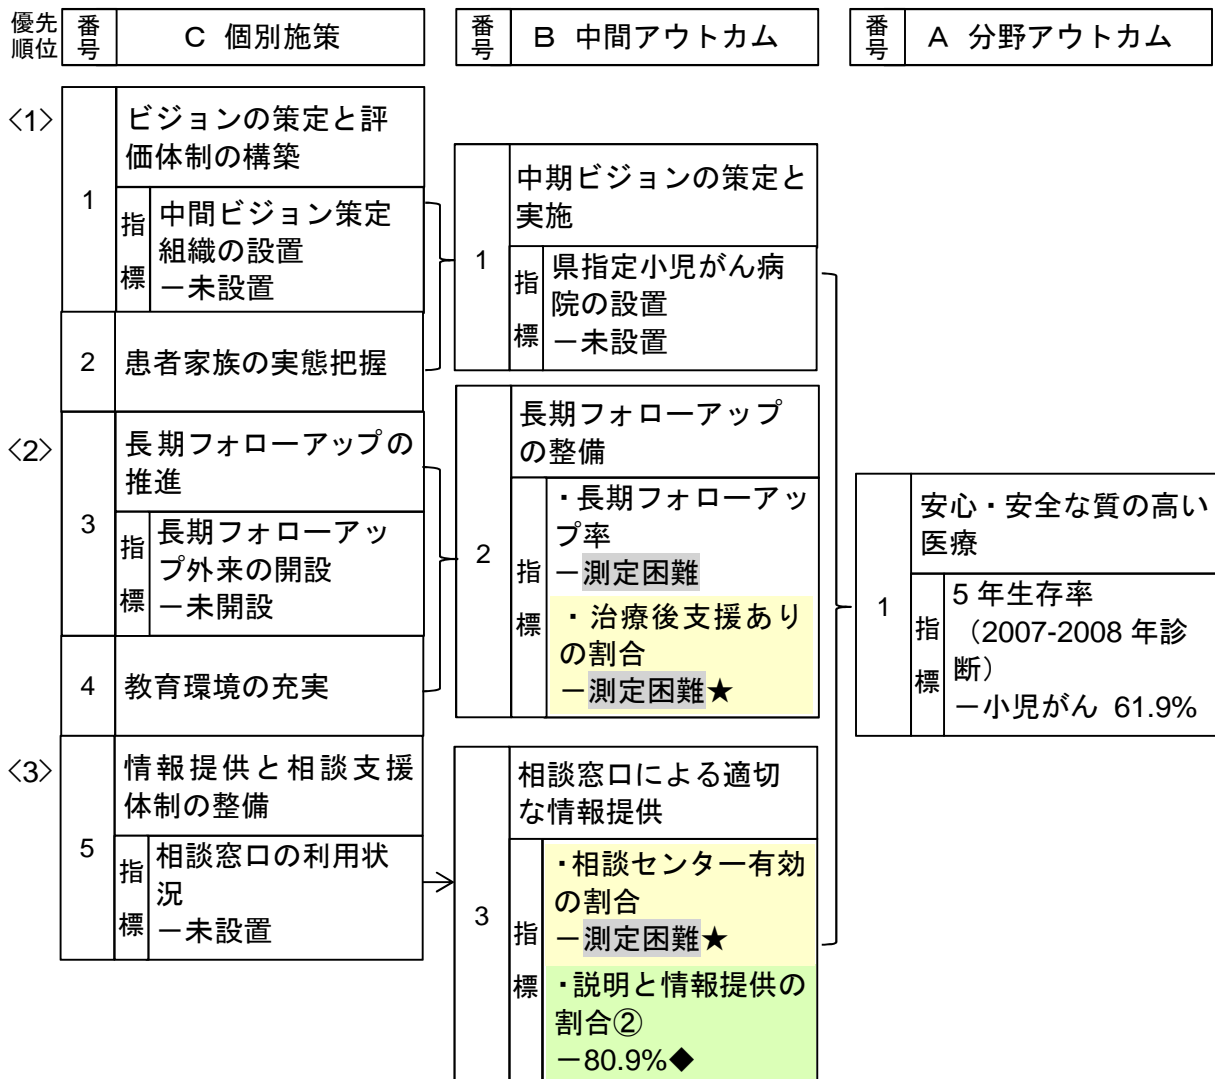 優先
順位
番
号
C 個別施策
番
号
B 中間アウトカム
番
号
A 分野アウトカム
〈1〉
1
ビジョンの策定と評
価体制の構築
指
標
中間ビジョン策定
組織の設置
－未設置
2
患者家族の実態把握
〈2〉
3
長期フォローアップの
推進
指
標
長期フォローアッ
プ外来の開設
－未開設
4
教育環境の充実
〈3〉
5
情報提供と相談支援
体制の整備
指
標
相談窓口の利用状
況
－未設置
1
中期ビジョンの策定と
実施
指
標
県指定小児がん病
院の設置
－未設置
2
長期フォローアップ
の整備
指
標
・長期フォローアッ
プ率
－測定困難
・治療後支援あり
の割合
－測定困難★
3
相談窓口による適切
な情報提供
指
標
・相談センター有効
の割合
－測定困難★
・説明と情報提供の
割合②
－80.9%◆
1
安心・安全な質の高い
医療
指
標
5 年生存率
（2007-2008 年診
断）
－小児がん 61.9%